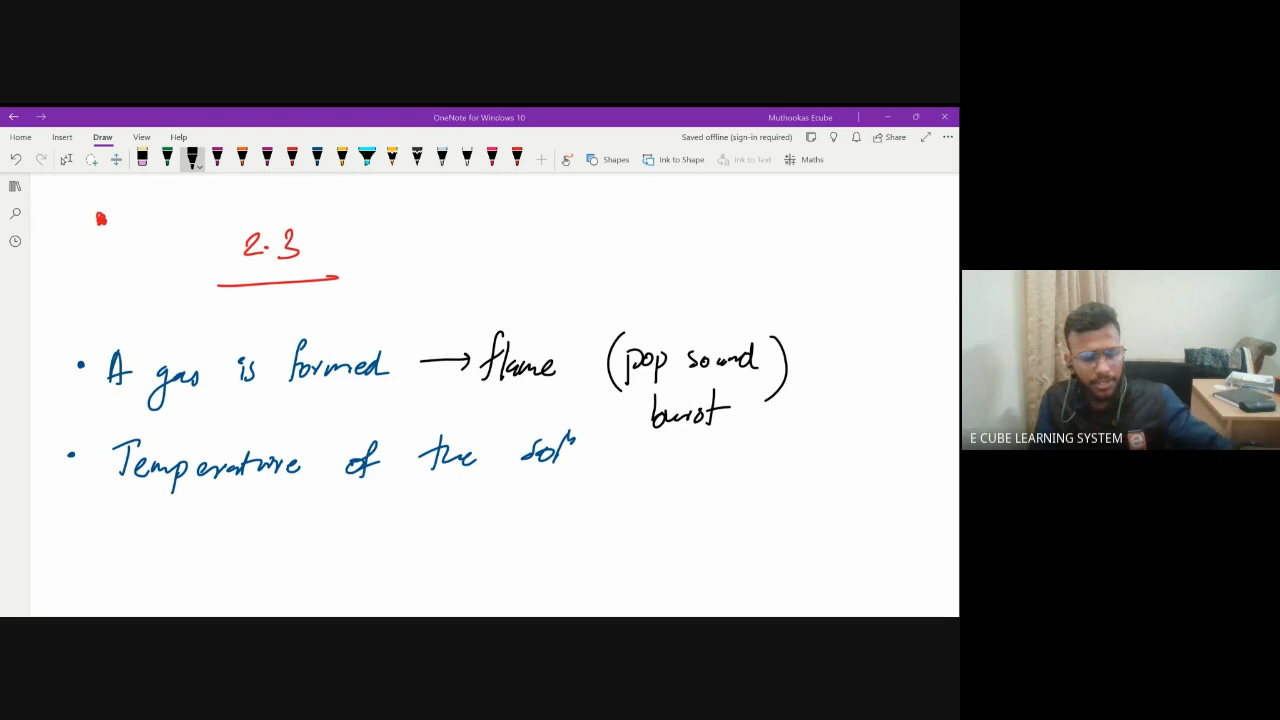 OneNote for Windows 10
Muthookas Ecube
Home Insert Draw View Help
Saved offline (sign-in required)
Share
Shapes
Ink to Shape
Ink to Text
Maths
2.3
• A gas is formed → flame (pop sound)
burst
• Temperature of the solⁿ
E CUBE LEARNING SYSTEM